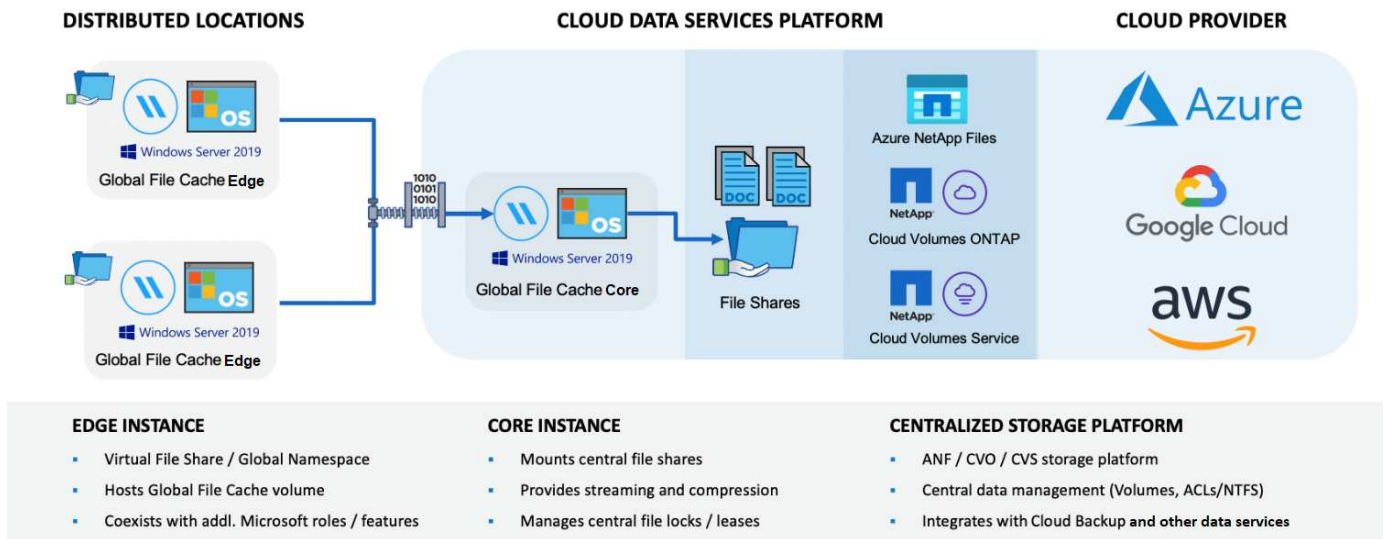 DISTRIBUTED LOCATIONS
CLOUD DATA SERVICES PLATFORM
CLOUD PROVIDER
OS
Windows Server 2019
Global File Cache Edge
OS
Windows Server 2019
Global File Cache Edge
1010
0101
1010
OS
Windows Server 2019
Global File Cache Core
DOC
DOC
File Shares
Azure NetApp Files
NetApp
Cloud Volumes ONTAP
NetApp
Cloud Volumes Service
Azure
Google Cloud
aws
EDGE INSTANCE
▪ Virtual File Share / Global Namespace
▪ Hosts Global File Cache volume
▪ Coexists with addl. Microsoft roles / features
CORE INSTANCE
▪ Mounts central file shares
▪ Provides streaming and compression
▪ Manages central file locks / leases
CENTRALIZED STORAGE PLATFORM
▪ ANF / CVO / CVS storage platform
▪ Central data management (Volumes, ACLs/NTFS)
▪ Integrates with Cloud Backup and other data services